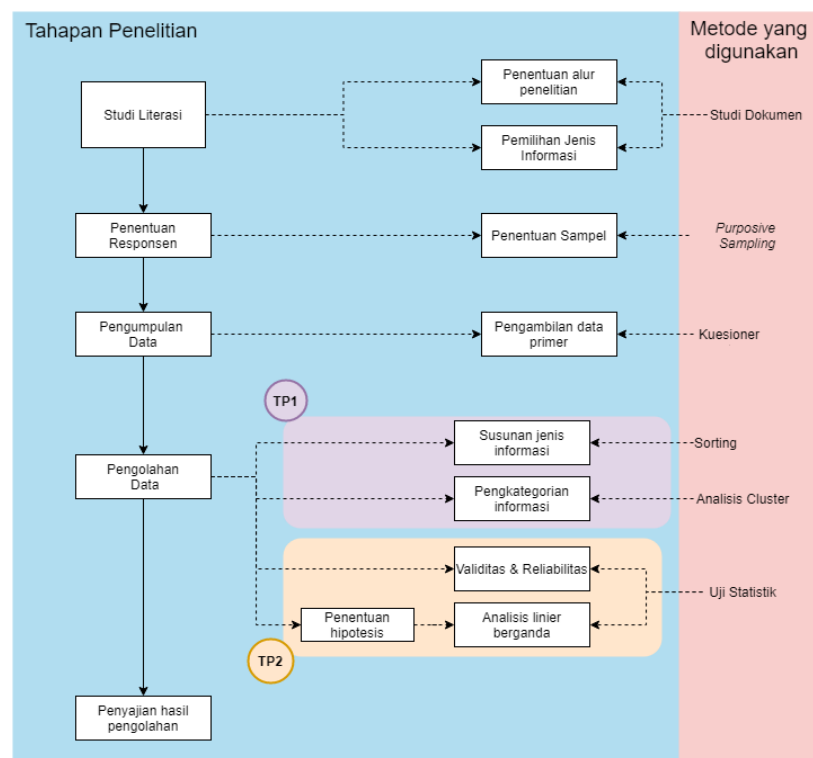 Tahapan Penelitian
Metode yang
digunakan
Studi Literasi
Penentuan alur
penelitian
Pemilihan Jenis
Informasi
Studi Dokumen
Penentuan
Responsen
Penentuan Sampel
Purposive
Sampling
Pengumpulan
Data
Pengambilan data
primer
Kuesioner
TP1
Pengolahan
Data
Susunan jenis
informasi
Sorting
Pengkategorian
informasi
Analisis Cluster
Validitas & Reliabilitas
Uji Statistik
Penentuan
hipotesis
Analisis linier
berganda
TP2
Penyajian hasil
pengolahan